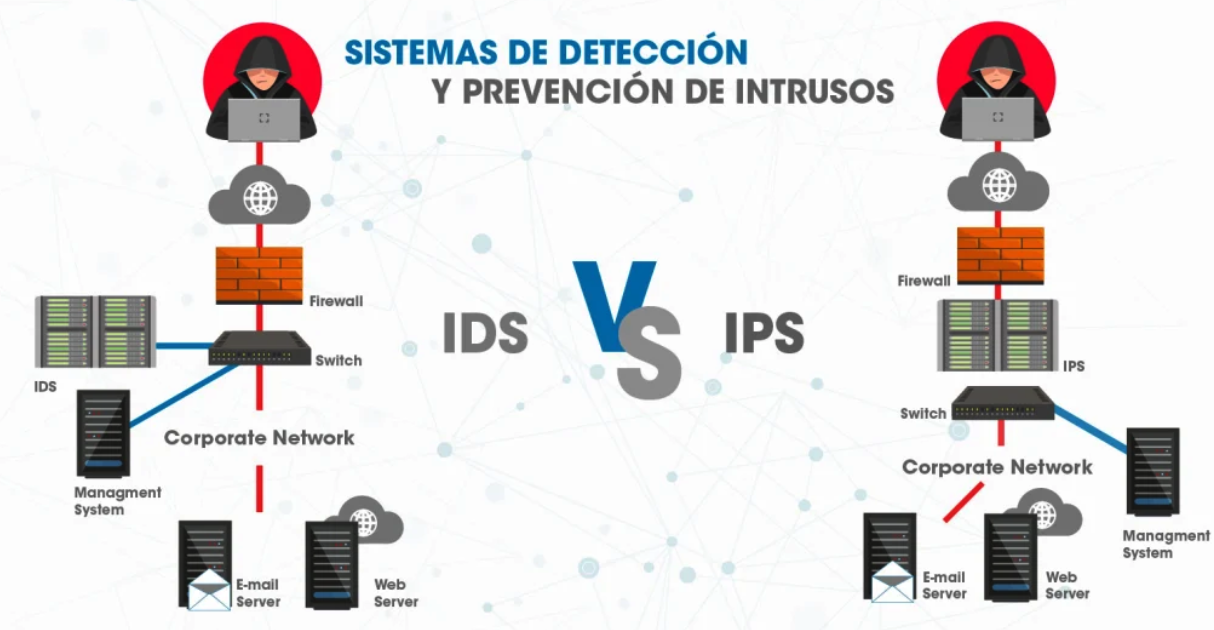 SISTEMAS DE DETECCIÓN
Y PREVENCIÓN DE INTRUSOS
IDS
VS
IPS
Firewall
Switch
IDS
Corporate Network
Managment
System
E-mail
Server
Web
Server
Firewall
IPS
Switch
Corporate Network
Managment
System
E-mail
Server
Web
Server